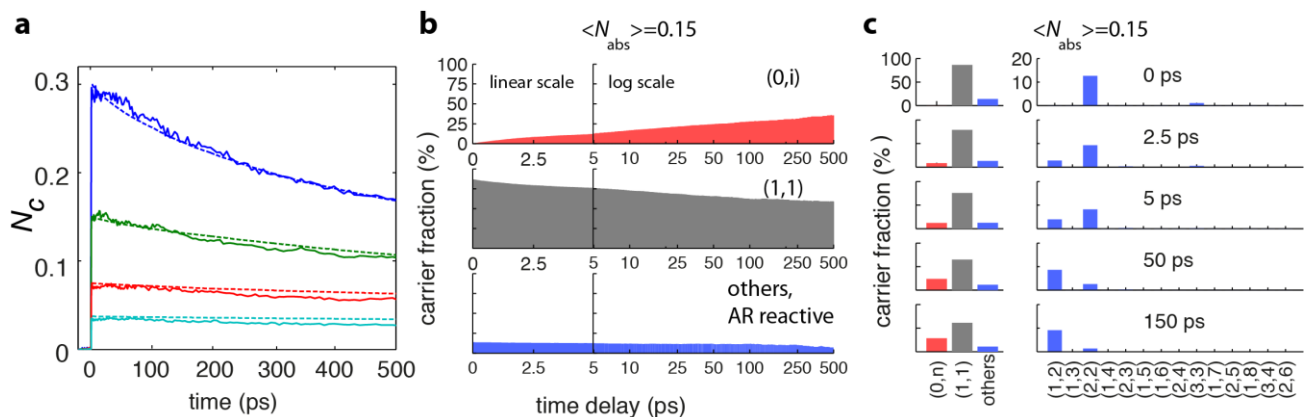 a
N_c
0.3
0.2
0.1
0
0 100 200 300 400 500
time (ps)
b
<N_abs>=0.15
carrier fraction (%)
100
75
50
25
0
linear scale
log scale
(0,i)
0 2.5 5 10 25 50 100 250 500
(1,1)
0 2.5 5 10 25 50 100 250 500
others,
AR reactive
0 2.5 5 10 25 50 100 250 500
time delay (ps)
c
<N_abs>=0.15
carrier fraction (%)
100
50
0
20
10
0
0 ps
2.5 ps
5 ps
50 ps
150 ps
(0,n)
(1,1)
others
(1,2)
(1,3)
(2,2)
(1,4)
(2,3)
(1,5)
(1,6)
(2,4)
(3,3)
(1,7)
(2,5)
(1,8)
(3,4)
(2,6)